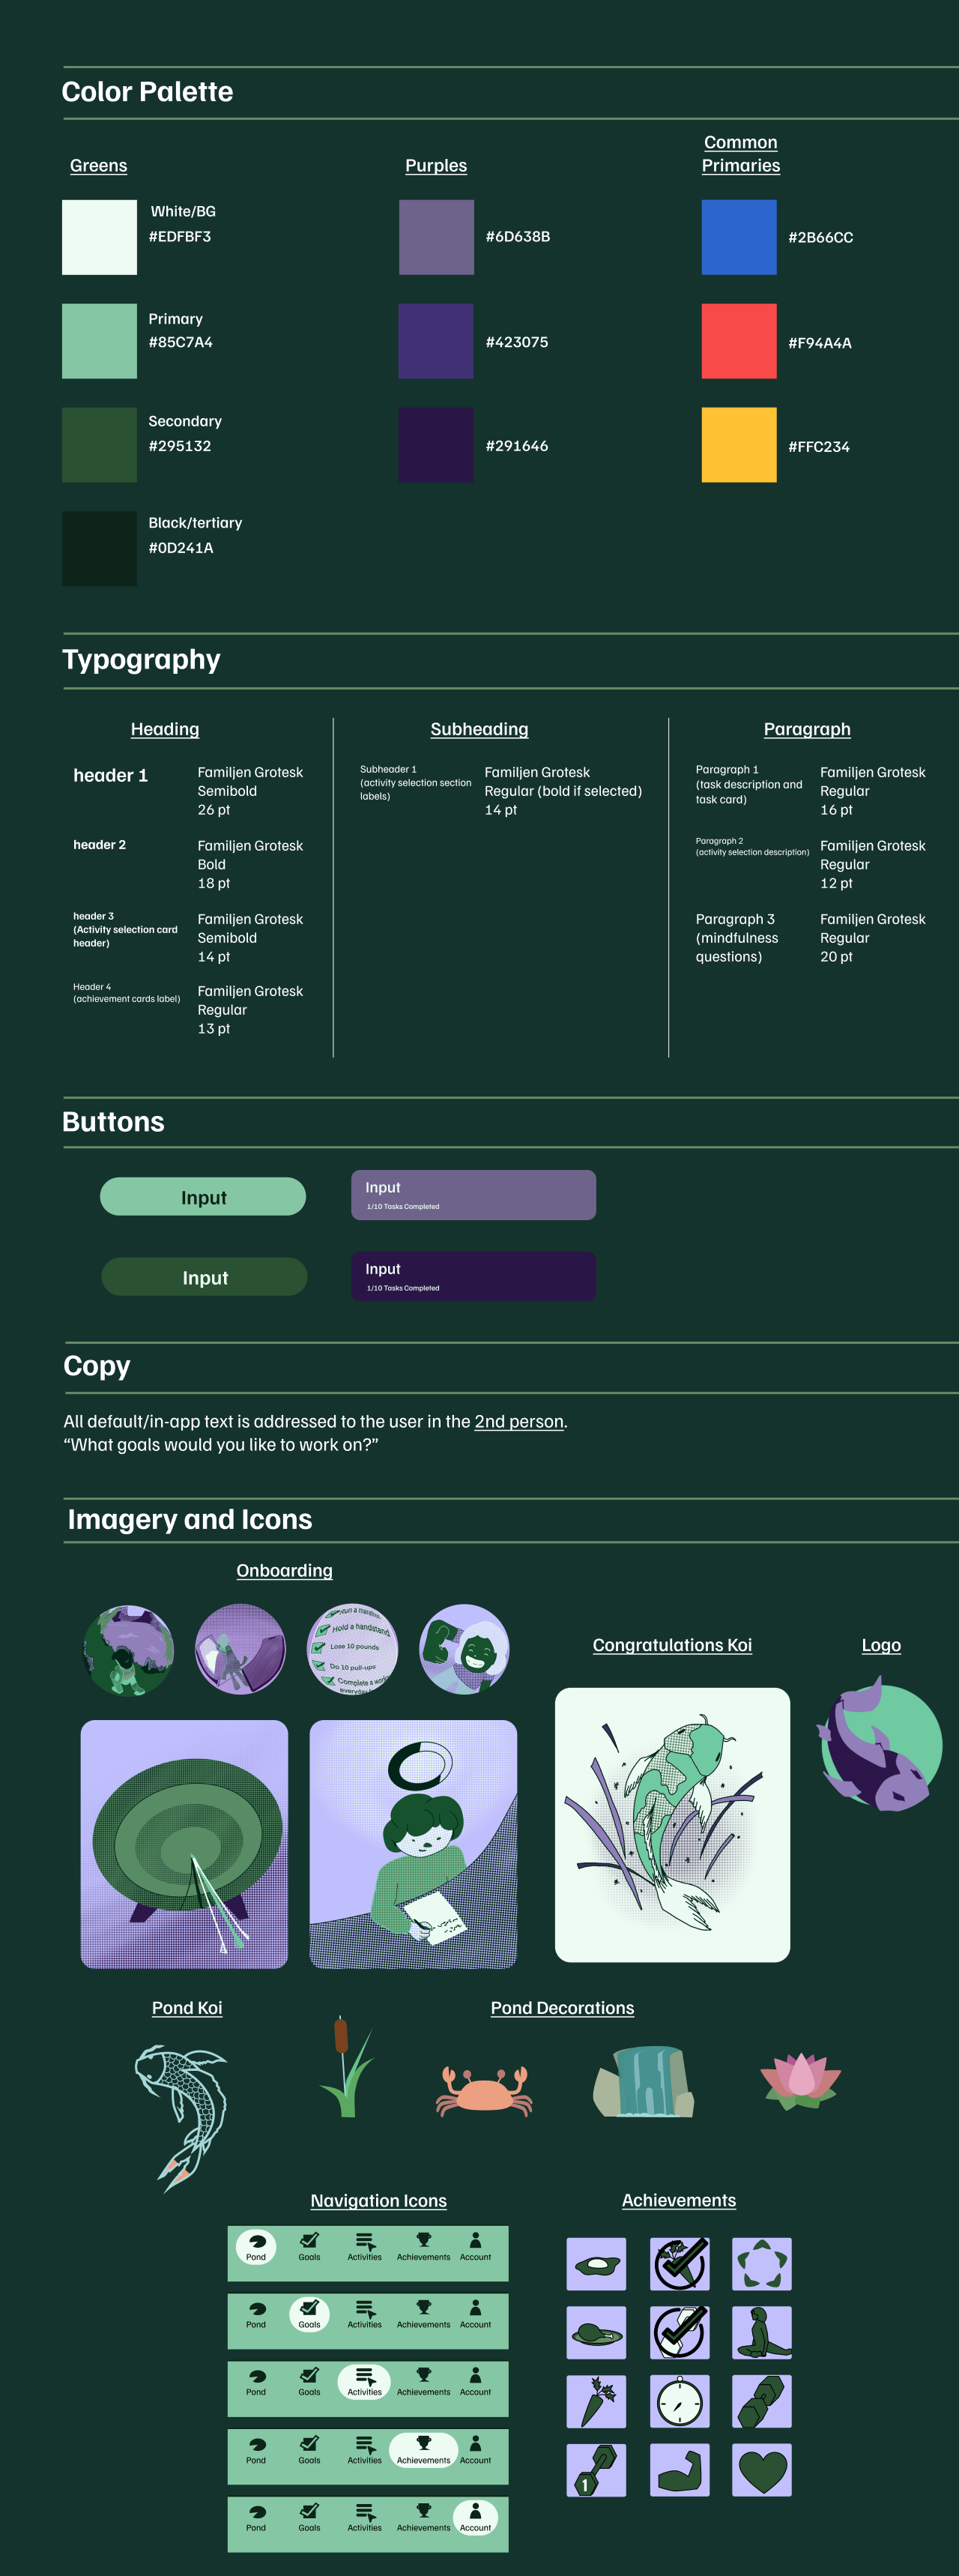 Color Palette
Greens
White/BG
#EDFBF3
Primary
#85C7A4
Secondary
#295132
Black/tertiary
#0D241A
Purples
#6D638B
#423075
#291646
Common
Primaries
#2B66CC
#F94A4A
#FFC234
Typography
Heading
header 1
Familjen Grotesk
Semibold
26 pt
header 2
Familjen Grotesk
Bold
18 pt
header 3
(Activity selection card
header)
Familjen Grotesk
Semibold
14 pt
Header 4
(achievement cards label)
Familjen Grotesk
Regular
13 pt
Subheading
Subheader 1
(activity selection section
labels)
Familjen Grotesk
Regular (bold if selected)
14 pt
Paragraph
Paragraph 1
(task description and
task card)
Familjen Grotesk
Regular
16 pt
Paragraph 2
(activity selection description)
Familjen Grotesk
Regular
12 pt
Paragraph 3
(mindfulness
questions)
Familjen Grotesk
Regular
20 pt
Buttons
Input
Input
1/10 Tasks Completed
Input
Input
1/10 Tasks Completed
Copy
All default/in-app text is addressed to the user in the 2nd person.
“What goals would you like to work on?”
Imagery and Icons
Onboarding
Hold a handstand
Lose 10 pounds
Do 10 pull-ups
Complete a
Congratulations Koi
Logo
Pond Koi
Pond Decorations
Navigation Icons
Pond Goals Activities Achievements Account
Pond Goals Activities Achievements Account
Pond Goals Activities Achievements Account
Pond Goals Activities Achievements Account
Pond Goals Activities Achievements Account
Achievements
1